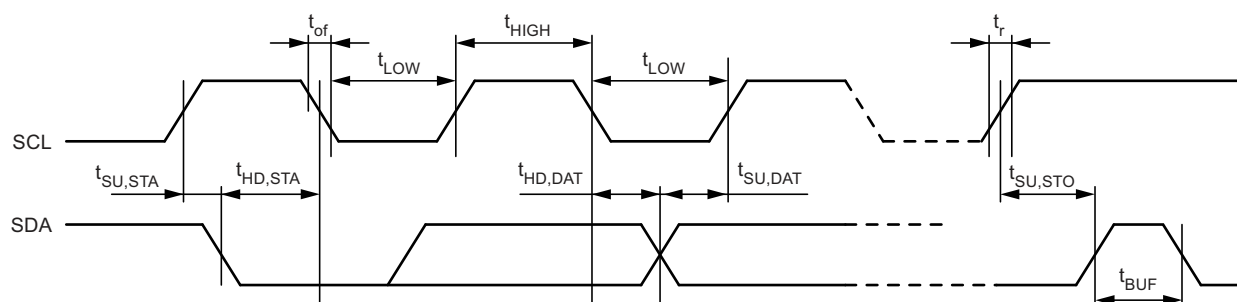 tof tHIGH tr
tLOW tLOW
SCL
tSU,STA tHD,STA tHD,DAT tSU,DAT tSU,STO
SDA
tBUF